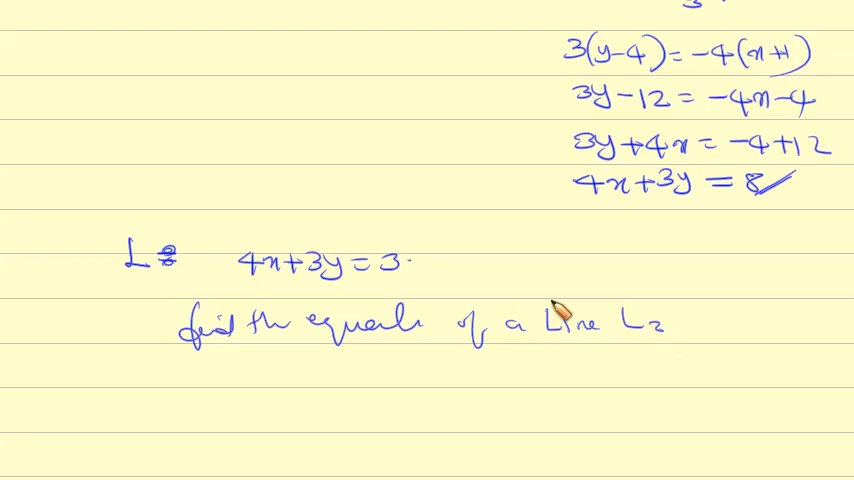 3
3(y-4) = -4(x+1)
3y-12 = -4x-4
3y+4x = -4+12
4x+3y = 8
L 4x+3y = 3.
find the of a Line L2